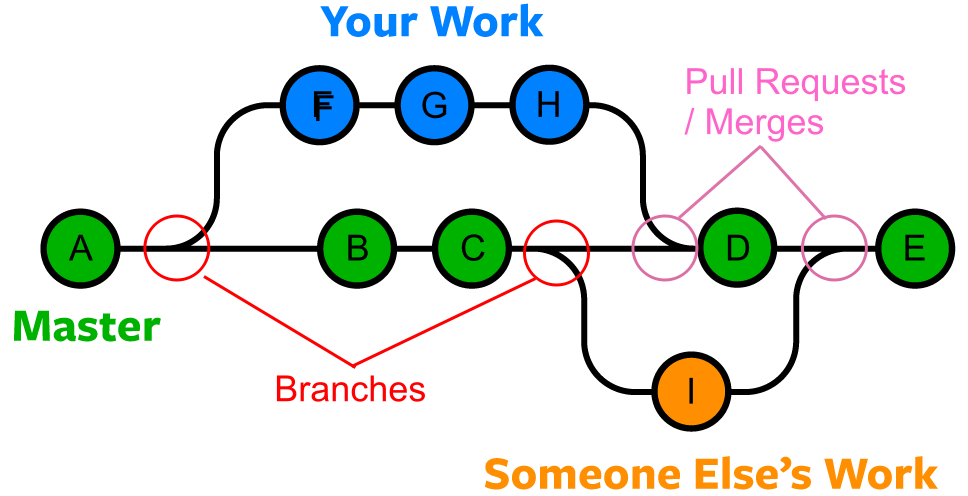 Your Work
Pull Requests
/ Merges
F
G
H
A
B
C
D
E
Master
Branches
I
Someone Else's Work